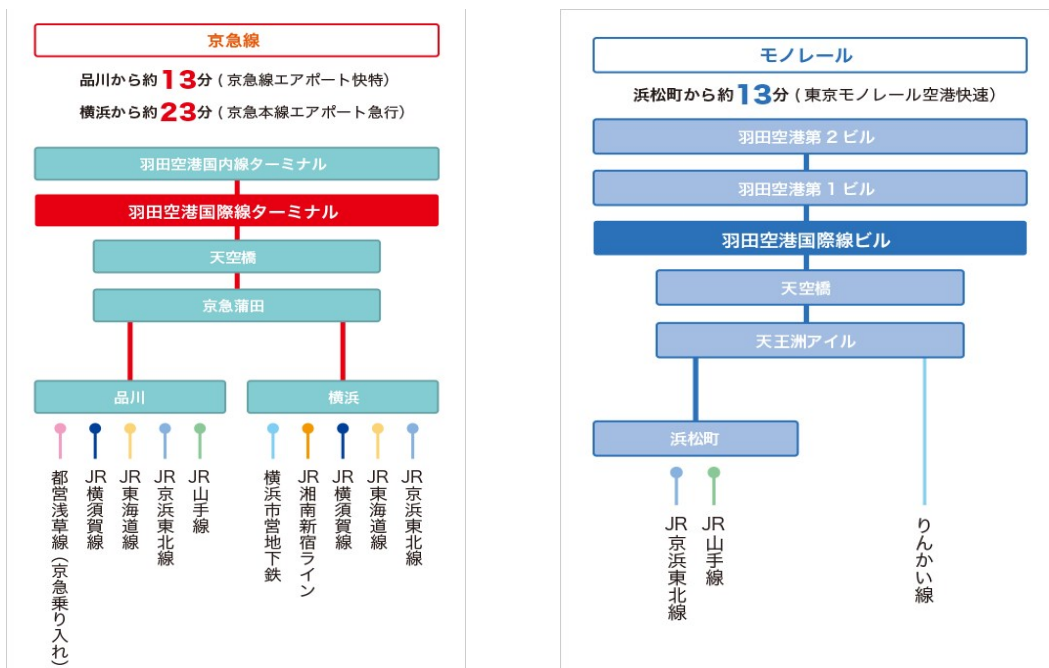 京急線
品川から約13分(京急線エアポート快特)
横浜から約23分(京急本線エアポート急行)
羽田空港国内線ターミナル
羽田空港国際線ターミナル
天空橋
京急蒲田
品川
横浜
都営浅草線(京急乗り入れ)
JR横須賀線
JR東海道線
JR京浜東北線
JR山手線
横浜市営地下鉄
JR湘南新宿ライン
JR横須賀線
JR東海道線
JR京浜東北線
モノレール
浜松町から約13分(東京モノレール空港快速)
羽田空港第2ビル
羽田空港第1ビル
羽田空港国際線ビル
天空橋
天王洲アイル
浜松町
JR京浜東北線
JR山手線
りんかい線